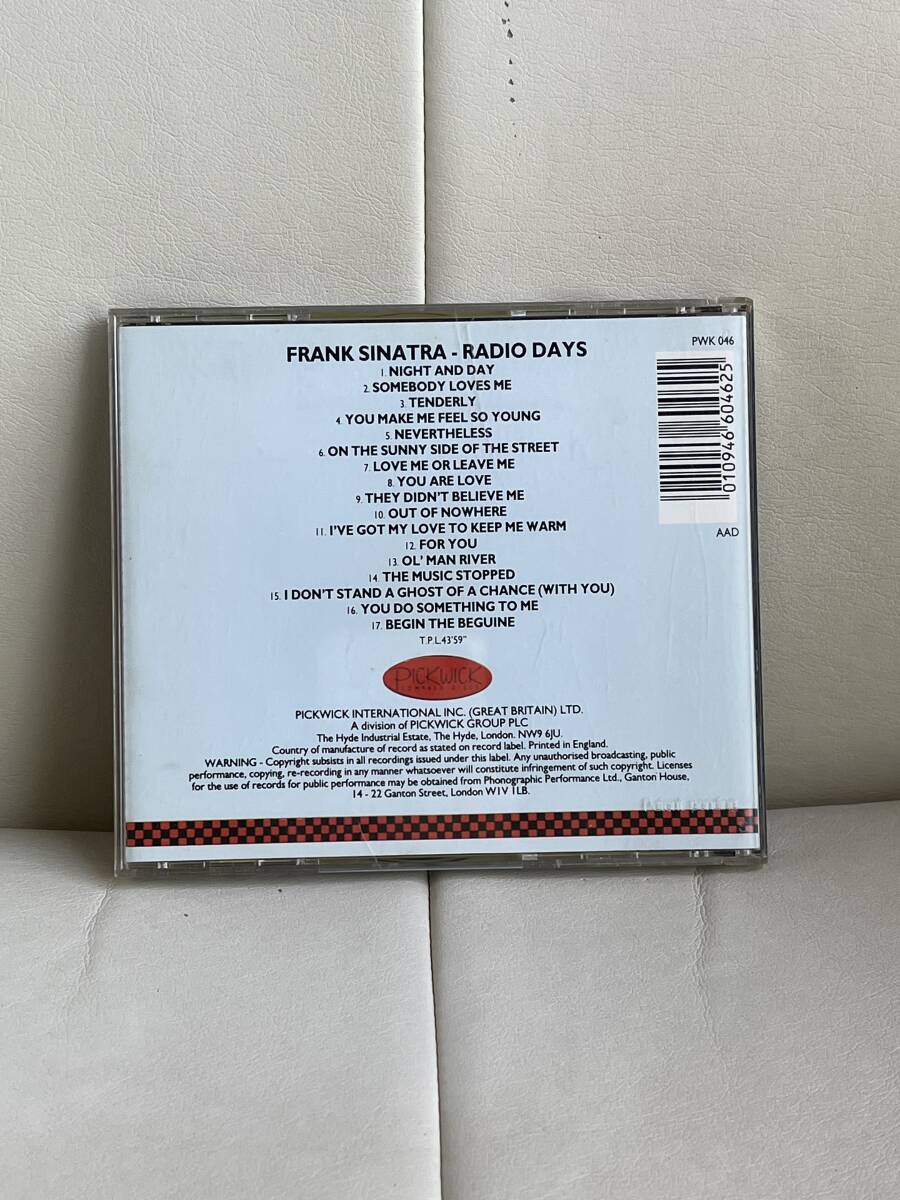 FRANK SINATRA - RADIO DAYS
1. NIGHT AND DAY
2. SOMEBODY LOVES ME
3. TENDERLY
4. YOU MAKE ME FEEL SO YOUNG
5. NEVERTHELESS
6. ON THE SUNNY SIDE OF THE STREET
7. LOVE ME OR LEAVE ME
8. YOU ARE LOVE
9. THEY DIDN'T BELIEVE ME
10. OUT OF NOWHERE
11. I'VE GOT MY LOVE TO KEEP ME WARM
12. FOR YOU
13. OL' MAN RIVER
14. THE MUSIC STOPPED
15. I DON'T STAND A GHOST OF A CHANCE (WITH YOU)
16. YOU DO SOMETHING TO ME
17. BEGIN THE BEGUINE
T.P.L.43'59"
PICKWICK
COMPACT DISCS
PICKWICK INTERNATIONAL INC. (GREAT BRITAIN) LTD.
A division of PICKWICK GROUP PLC
The Hyde Industrial Estate, The Hyde, London. NW9 6JU.
Country of manufacture of record as stated on record label. Printed in England.
WARNING - Copyright subsists in all recordings issued under this label. Any unauthorised broadcasting, public
performance, copying, re-recording in any manner whatsoever will constitute infringement of such copyright. Licenses
for the use of records for public performance may be obtained from Phonographic Performance Ltd., Ganton House,
14 - 22 Ganton Street, London W1V 1LB.
PWK 046
010946 604625
AAD